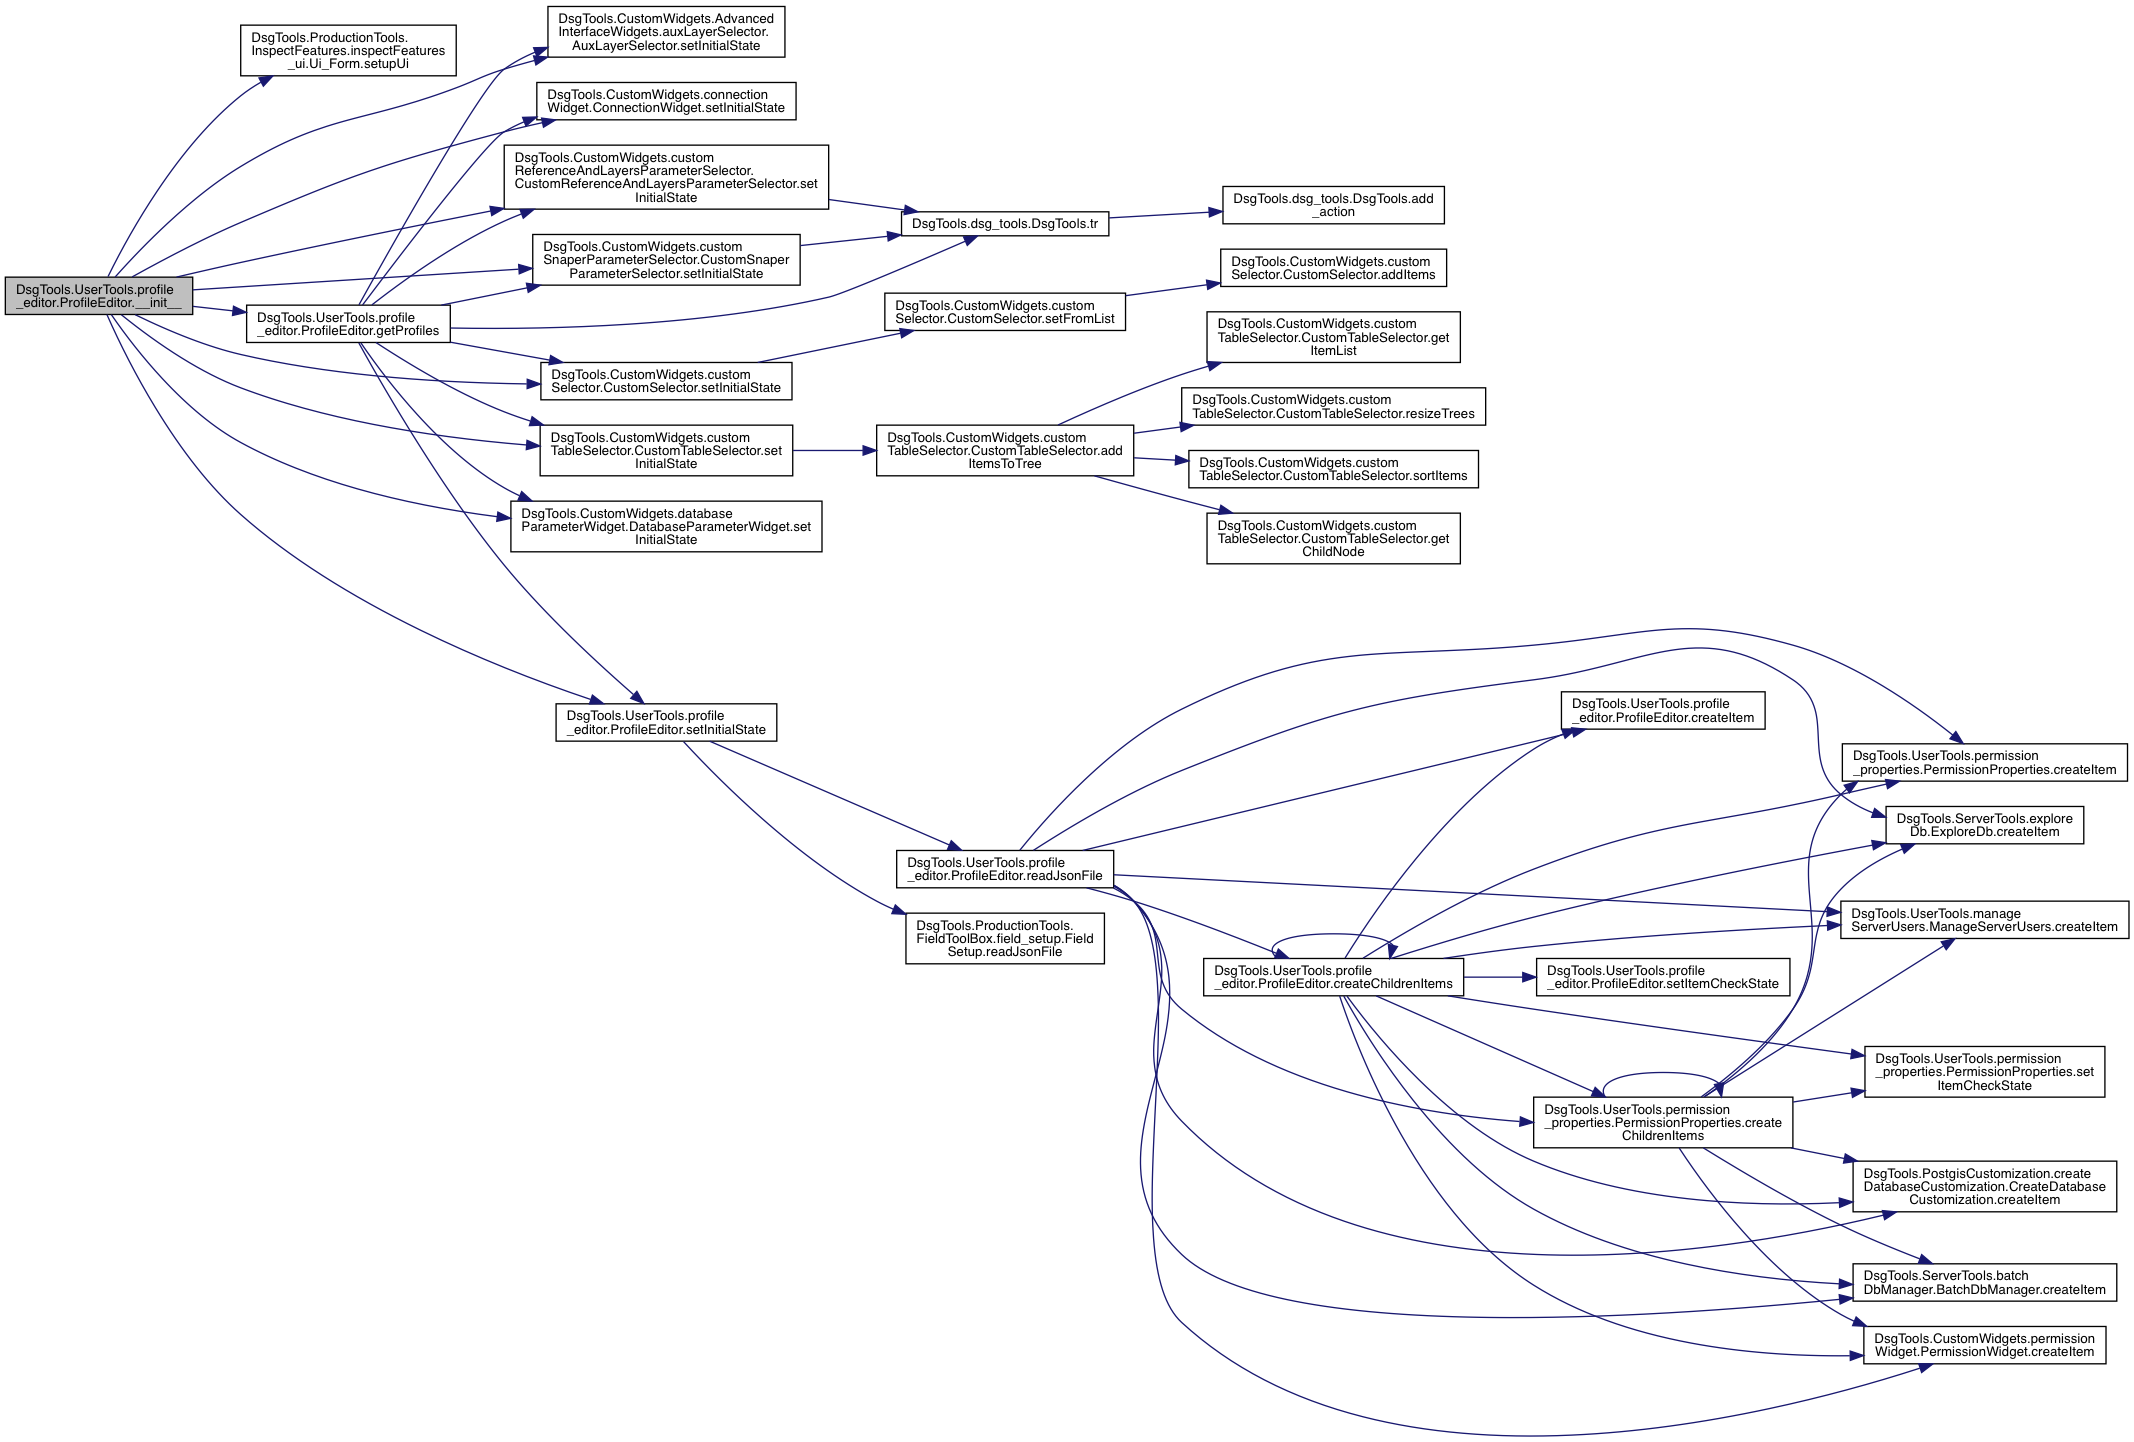 DsgTools.UserTools.profile
_editor.ProfileEditor.__init__
DsgTools.ProductionTools.
InspectFeatures.inspectFeatures
_ui.Ui_Form.setupUi
DsgTools.UserTools.profile
_editor.ProfileEditor.getProfiles
DsgTools.CustomWidgets.Advanced
InterfaceWidgets.auxLayerSelector.
AuxLayerSelector.setInitialState
DsgTools.CustomWidgets.connection
Widget.ConnectionWidget.setInitialState
DsgTools.CustomWidgets.custom
ReferenceAndLayersParameterSelector.
CustomReferenceAndLayersParameterSelector.set
InitialState
DsgTools.CustomWidgets.custom
SnaperParameterSelector.CustomSnaper
ParameterSelector.setInitialState
DsgTools.CustomWidgets.custom
Selector.CustomSelector.setInitialState
DsgTools.CustomWidgets.custom
TableSelector.CustomTableSelector.set
InitialState
DsgTools.CustomWidgets.database
ParameterWidget.DatabaseParameterWidget.set
InitialState
DsgTools.UserTools.profile
_editor.ProfileEditor.setInitialState
DsgTools.dsg_tools.DsgTools.tr
DsgTools.CustomWidgets.custom
Selector.CustomSelector.setFromList
DsgTools.CustomWidgets.custom
TableSelector.CustomTableSelector.add
ItemsToTree
DsgTools.UserTools.profile
_editor.ProfileEditor.readJsonFile
DsgTools.ProductionTools.
FieldToolBox.field_setup.Field
Setup.readJsonFile
DsgTools.dsg_tools.DsgTools.add
_action
DsgTools.CustomWidgets.custom
Selector.CustomSelector.addItems
DsgTools.CustomWidgets.custom
TableSelector.CustomTableSelector.get
ItemList
DsgTools.CustomWidgets.custom
TableSelector.CustomTableSelector.resizeTrees
DsgTools.CustomWidgets.custom
TableSelector.CustomTableSelector.sortItems
DsgTools.CustomWidgets.custom
TableSelector.CustomTableSelector.get
ChildNode
DsgTools.UserTools.profile
_editor.ProfileEditor.createChildrenItems
DsgTools.UserTools.profile
_editor.ProfileEditor.createItem
DsgTools.UserTools.profile
_editor.ProfileEditor.setItemCheckState
DsgTools.UserTools.permission
_properties.PermissionProperties.create
ChildrenItems
DsgTools.UserTools.permission
_properties.PermissionProperties.createItem
DsgTools.ServerTools.explore
Db.ExploreDb.createItem
DsgTools.UserTools.manage
ServerUsers.ManageServerUsers.createItem
DsgTools.UserTools.permission
_properties.PermissionProperties.set
ItemCheckState
DsgTools.PostgisCustomization.create
DatabaseCustomization.CreateDatabase
Customization.createItem
DsgTools.ServerTools.batch
DbManager.BatchDbManager.createItem
DsgTools.CustomWidgets.permission
Widget.PermissionWidget.createItem